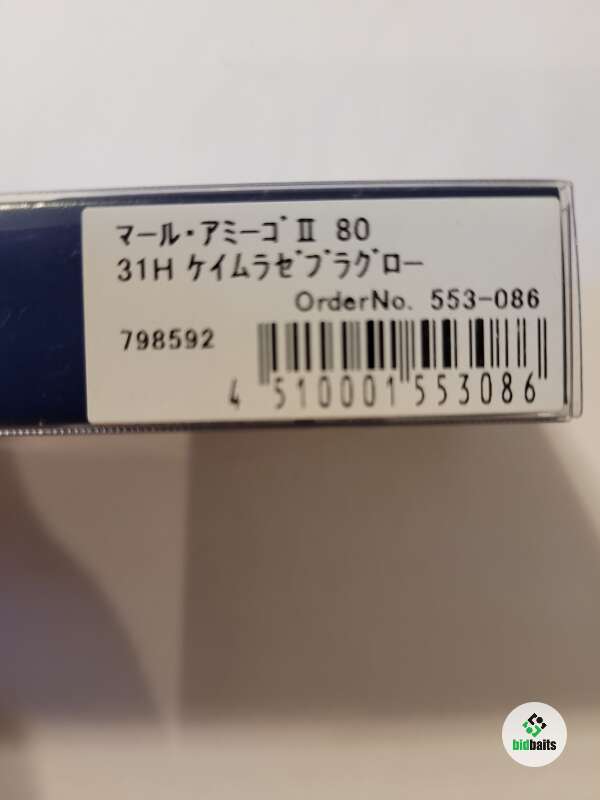 マール・アミーゴⅡ 80
31H ケイムラゼブラグロー
OrderNo. 553-086
798592
4 510001 553086
bidbaits